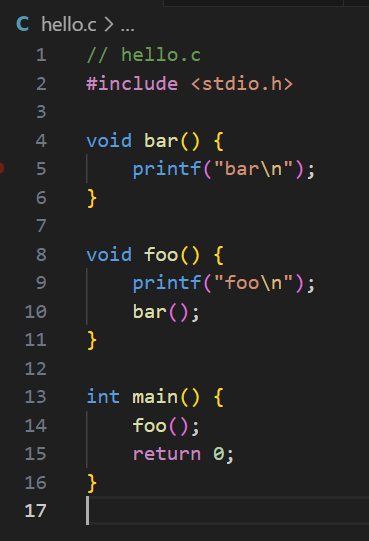 C hello.c > ...
1 // hello.c
2 #include <stdio.h>
3
4 void bar() {
5     printf("bar\n");
6 }
7
8 void foo() {
9     printf("foo\n");
10     bar();
11 }
12
13 int main() {
14     foo();
15     return 0;
16 }
17